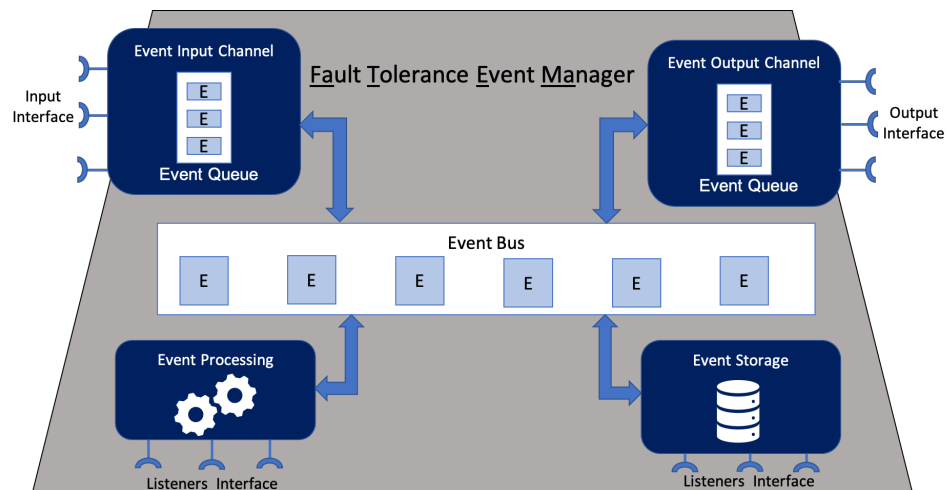 Fault Tolerance Event Manager
Event Input Channel
E
E
E
Event Queue
Input
Interface
Event Output Channel
E
E
E
Event Queue
Output
Interface
Event Bus
E E E E E E
Event Processing
Listeners Interface
Event Storage
Listeners Interface